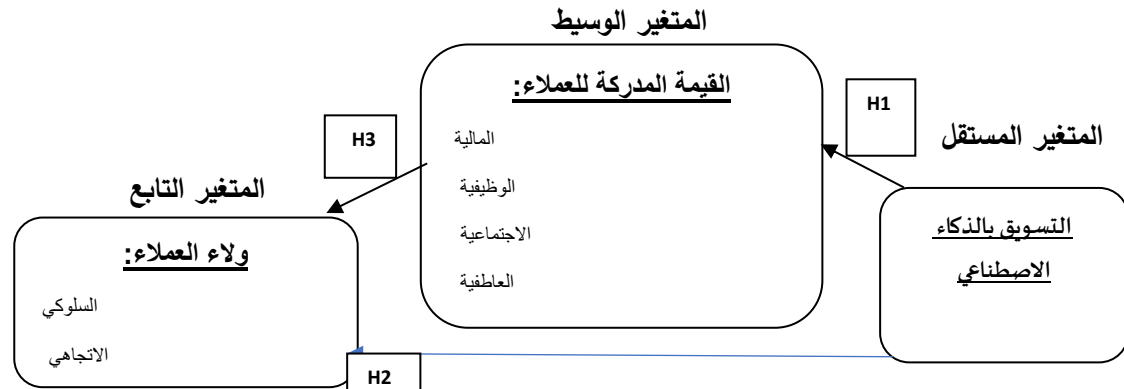 المتغير الوسيط
القيمة المدركة للعملاء:
المالية
الوظيفية
الاجتماعية
العاطفية
H1
المتغير المستقل
التسويق بالذكاء
الاصطناعي
H3
المتغير التابع
ولاء العملاء:
السلوكي
الاتجاهي
H2